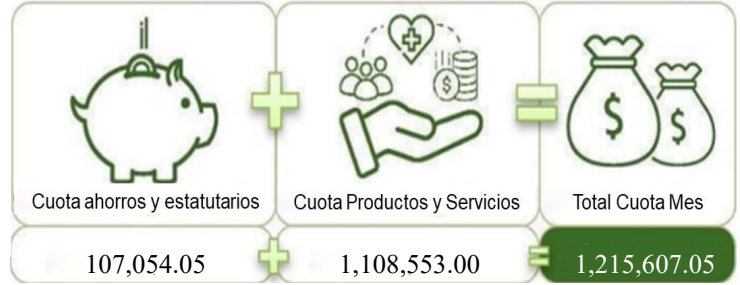 Cuota ahorros y estatutarios
Cuota Productos y Servicios
Total Cuota Mes
107,054.05
1,108,553.00
1,215,607.05